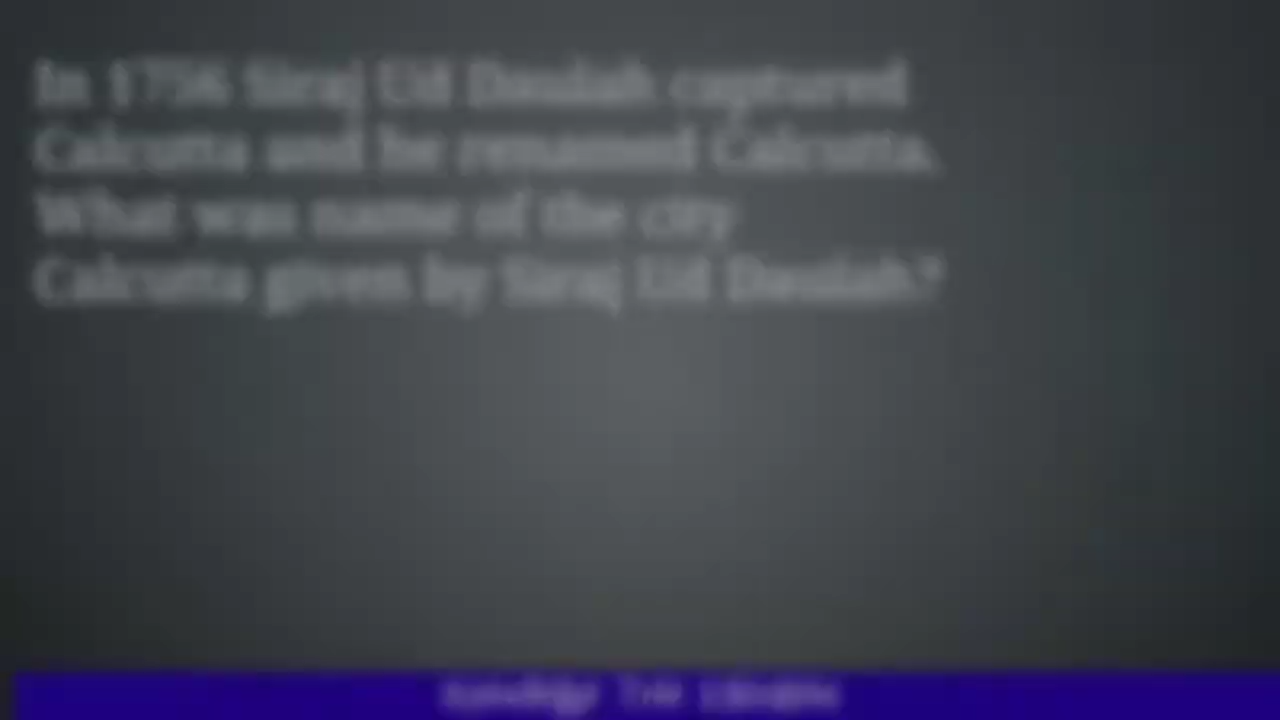 In 1756 Siraj Ud Daulah captured
Calcutta and he renamed Calcutta.
What was name of the city
Calcutta given by Siraj Ud Daulah?